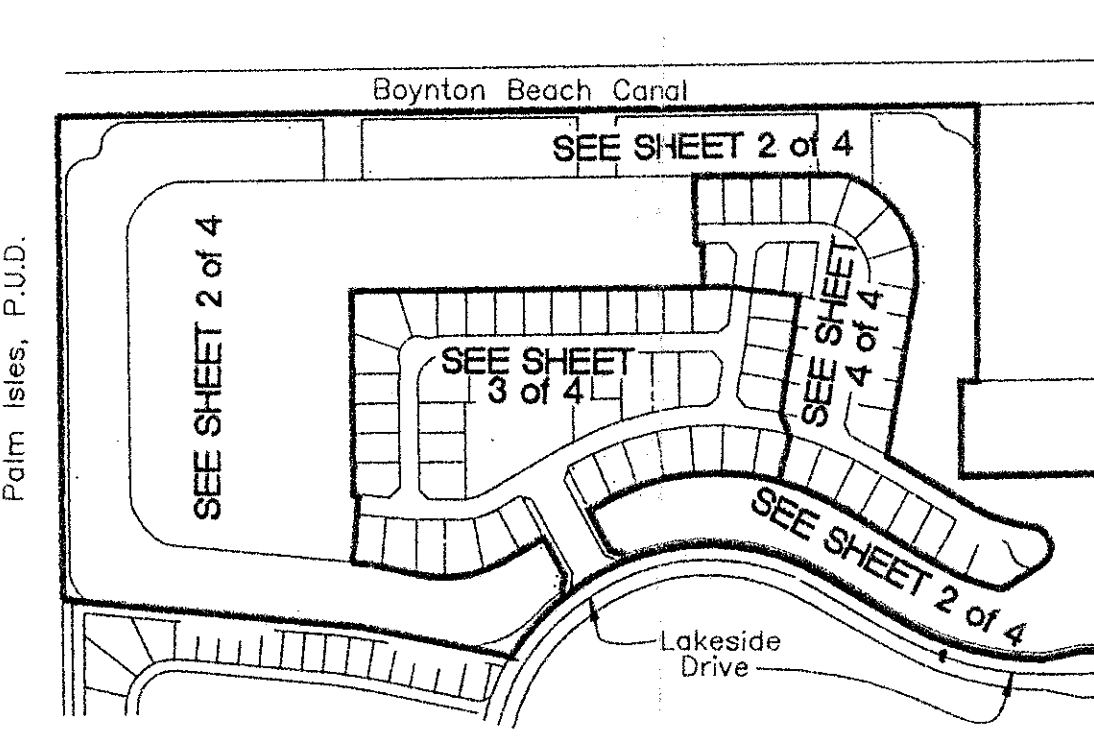 Boynton Beach Canal
SEE SHEET 2 of 4
Palm Isles, P.U.D.
SEE SHEET 2 of 4
SEE SHEET
3 of 4
SEE SHEET
4 of 4
SEE SHEET 2 of 4
Lakeside
Drive